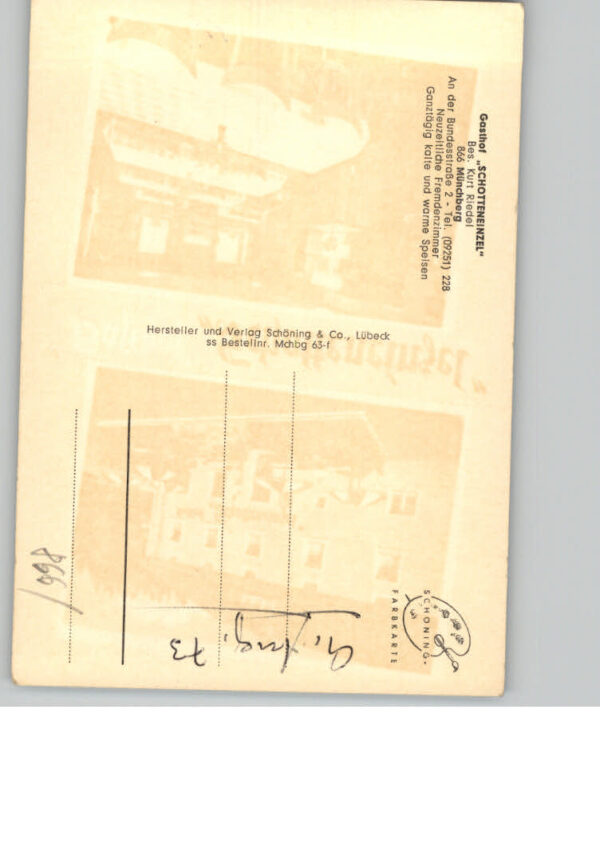 Gasthof „SCHOTTENEINZEL“
Bes. Kurt Riedel
866 Münchberg
An der Bundesstraße 2 - Tel. (09251) 228
Neuzeitliche Fremdenzimmer
Ganztägig kalte und warme Speisen
Hersteller und Verlag Schöning & Co., Lübeck
ss Bestellnr. Mchbg 63-f
SCHÖNING-
FARBKARTE
73
866/